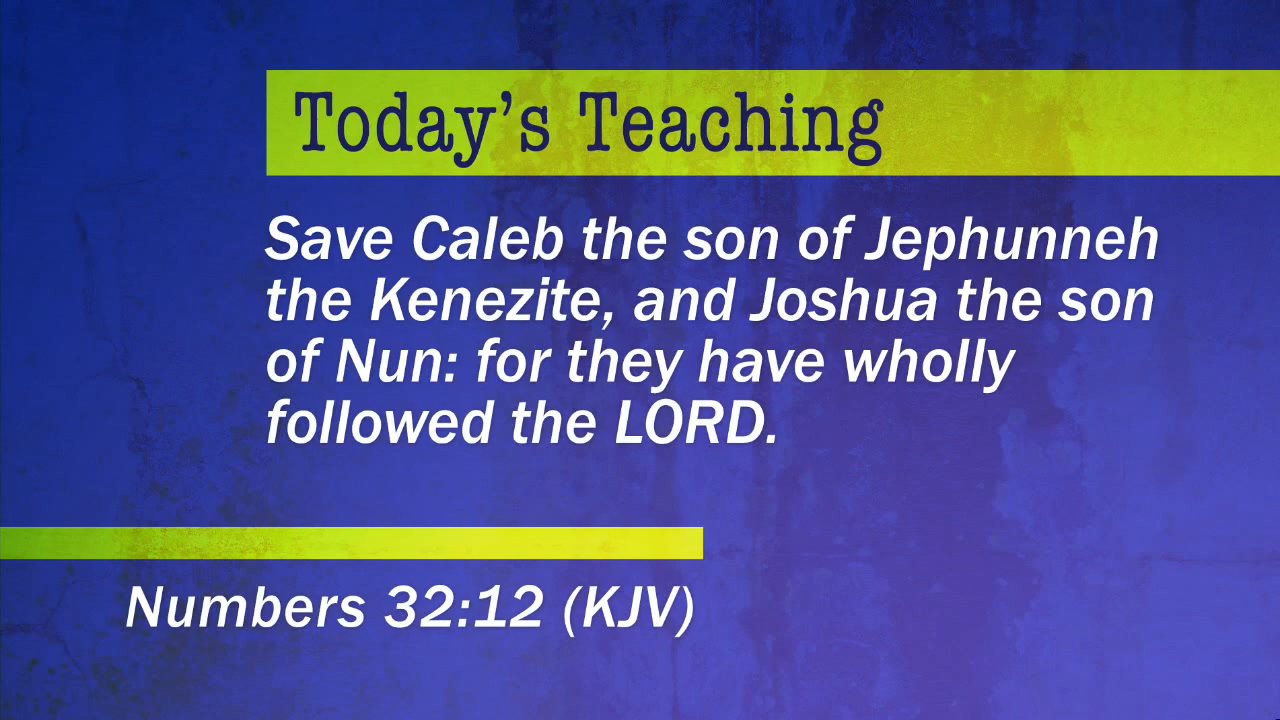 Today’s Teaching
Save Caleb the son of Jephunneh
the Kenezite, and Joshua the son
of Nun: for they have wholly
followed the LORD.
Numbers 32:12 (KJV)